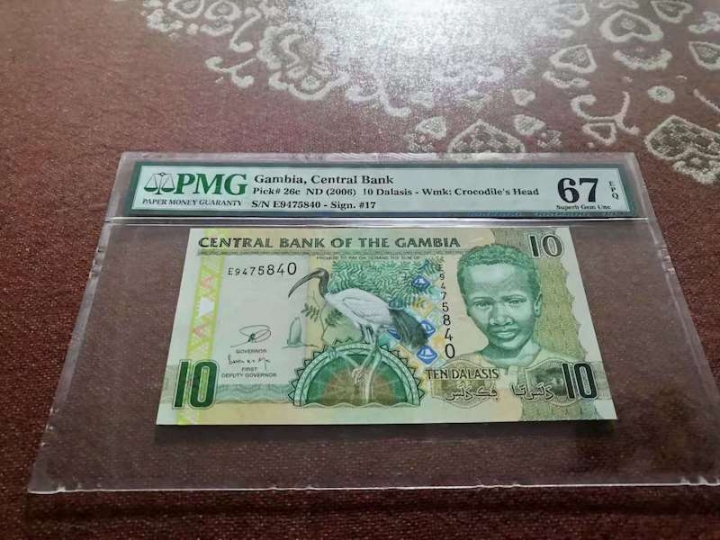 PMG
PAPER MONEY GUARANTY
Gambia, Central Bank
Pick# 26c ND (2006) 10 Dalasis - Wmk: Crocodile's Head
S/N E9475840 - Sign. #17
67 EPQ
Superb Gem Unc
CENTRAL BANK OF THE GAMBIA
10
E9475840
E9475840
GOVERNOR
FIRST
DEPUTY GOVERNOR
10
TEN DALASIS
10